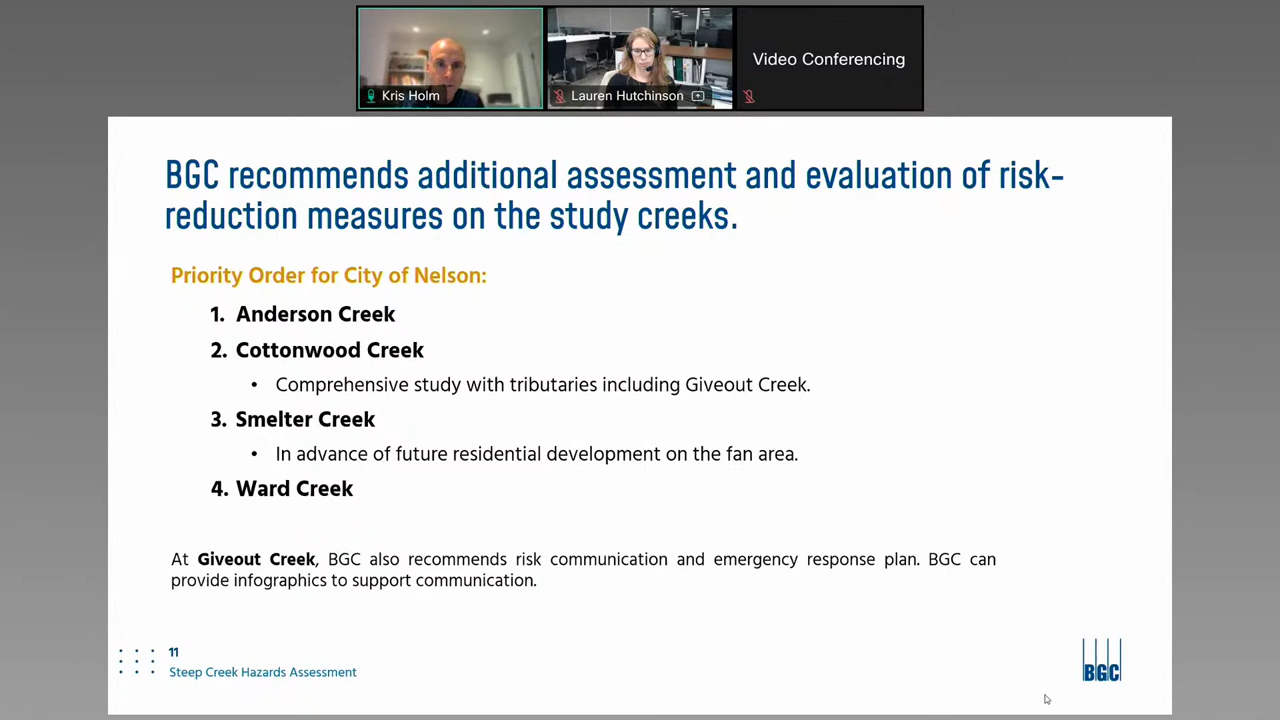 Kris Holm
Lauren Hutchinson
Video Conferencing
BGC recommends additional assessment and evaluation of risk-
reduction measures on the study creeks.
Priority Order for City of Nelson:
1. Anderson Creek
2. Cottonwood Creek
• Comprehensive study with tributaries including Giveout Creek.
3. Smelter Creek
• In advance of future residential development on the fan area.
4. Ward Creek
At Giveout Creek, BGC also recommends risk communication and emergency response plan. BGC can
provide infographics to support communication.
11
Steep Creek Hazards Assessment
BGC